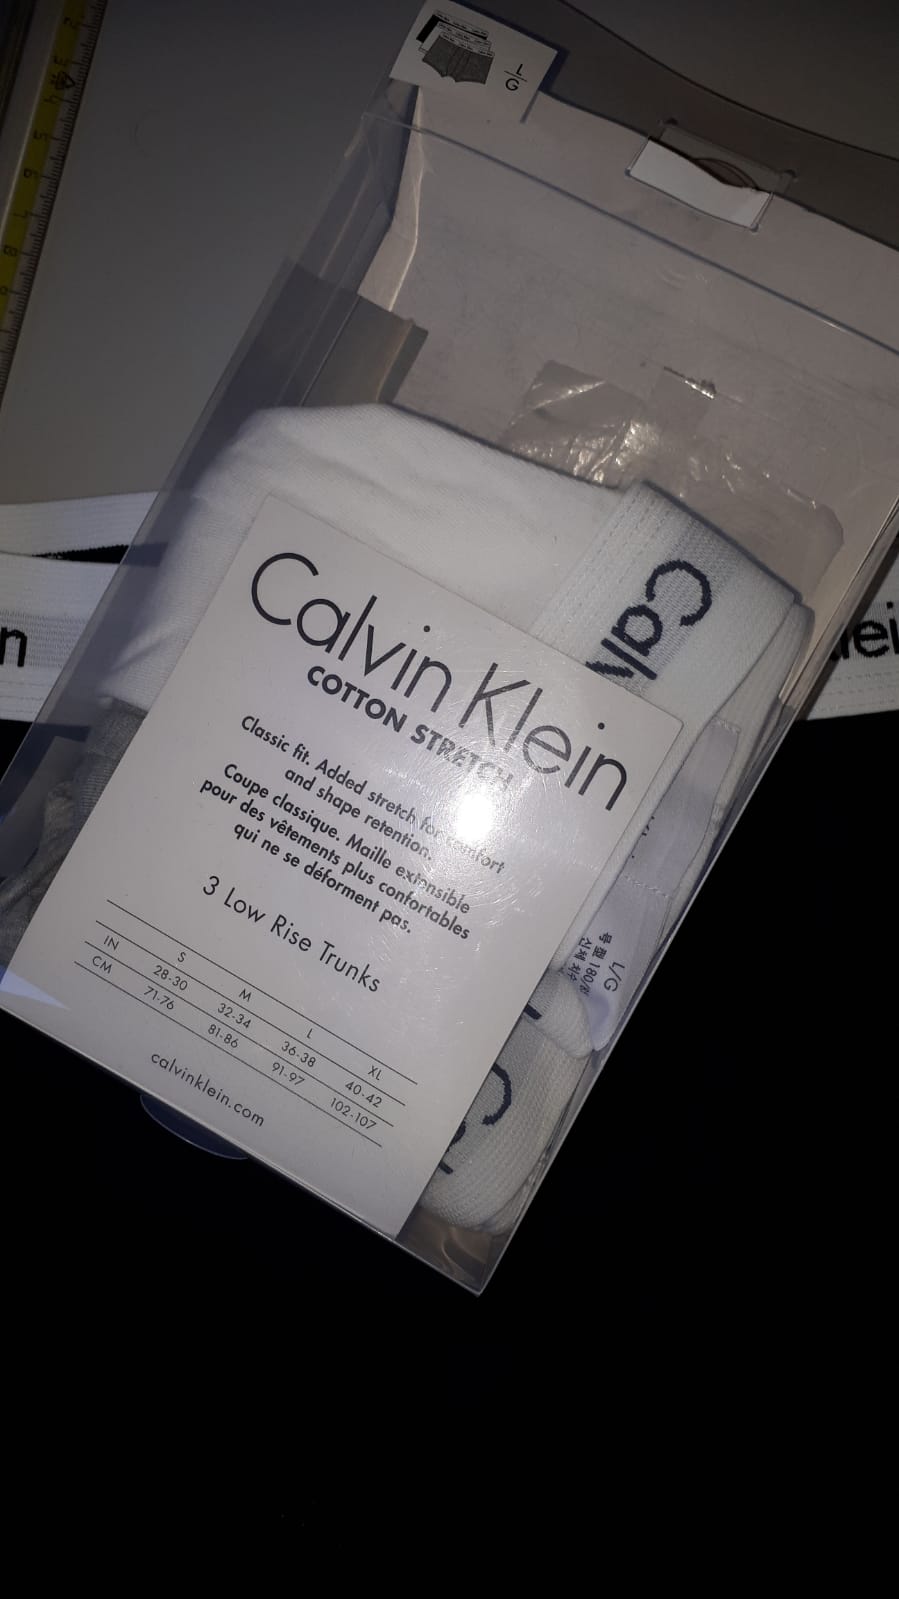 L
G
Calvin Klein
COTTON STRETCH
Classic fit. Added stretch for comfort
and shape retention.
Coupe classique. Maille extensible
pour des vêtements plus confortables
qui ne se déforment pas.
3 Low Rise Trunks
S M L XL
IN 28-30 32-34 36-38 40-42
CM 71-76 81-86 91-97 102-107
calvinklein.com
Cal
L/G
n
lei
C